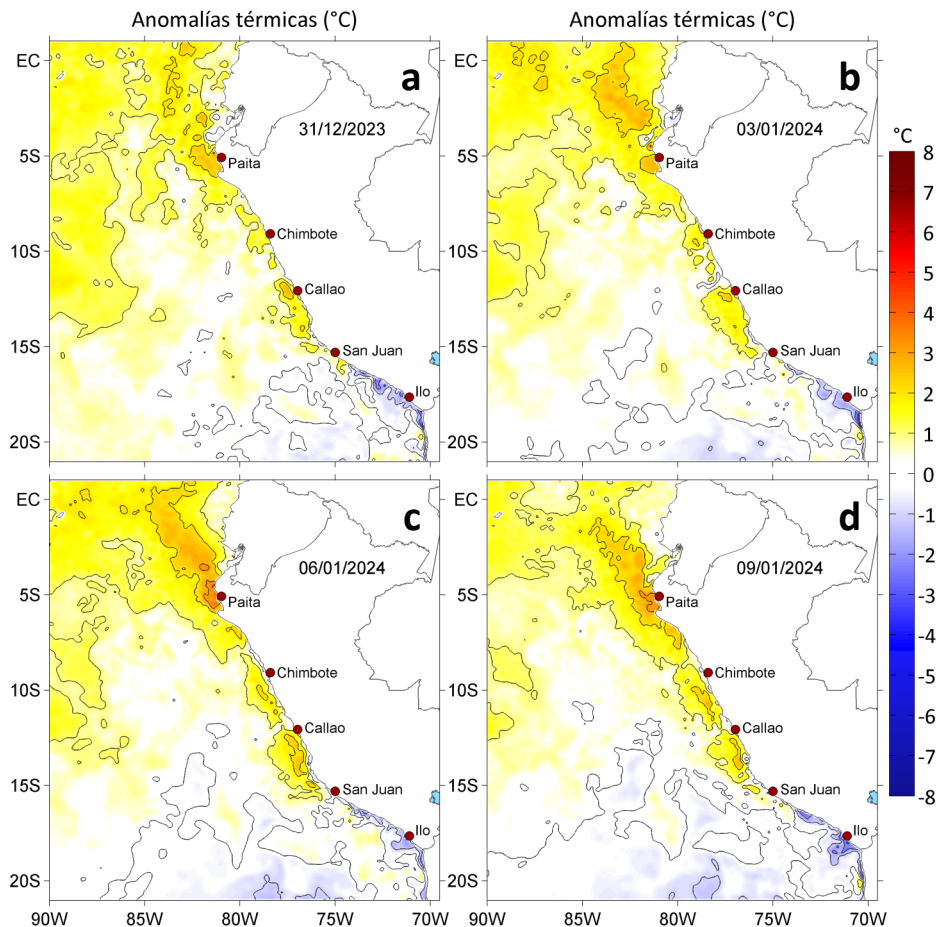 Anomalías térmicas (°C)
Anomalías térmicas (°C)
a
31/12/2023
EC
5S
10S
15S
20S
Paita
Chimbote
Callao
San Juan
Ilo
b
03/01/2024
EC
5S
10S
15S
20S
Paita
Chimbote
Callao
San Juan
Ilo
°C
8
7
6
5
4
3
2
1
0
-1
-2
-3
-4
-5
-6
-7
-8
c
06/01/2024
EC
5S
10S
15S
20S
Paita
Chimbote
Callao
San Juan
Ilo
90W 85W 80W 75W 70W
d
09/01/2024
EC
5S
10S
15S
20S
Paita
Chimbote
Callao
San Juan
Ilo
90W 85W 80W 75W 70W